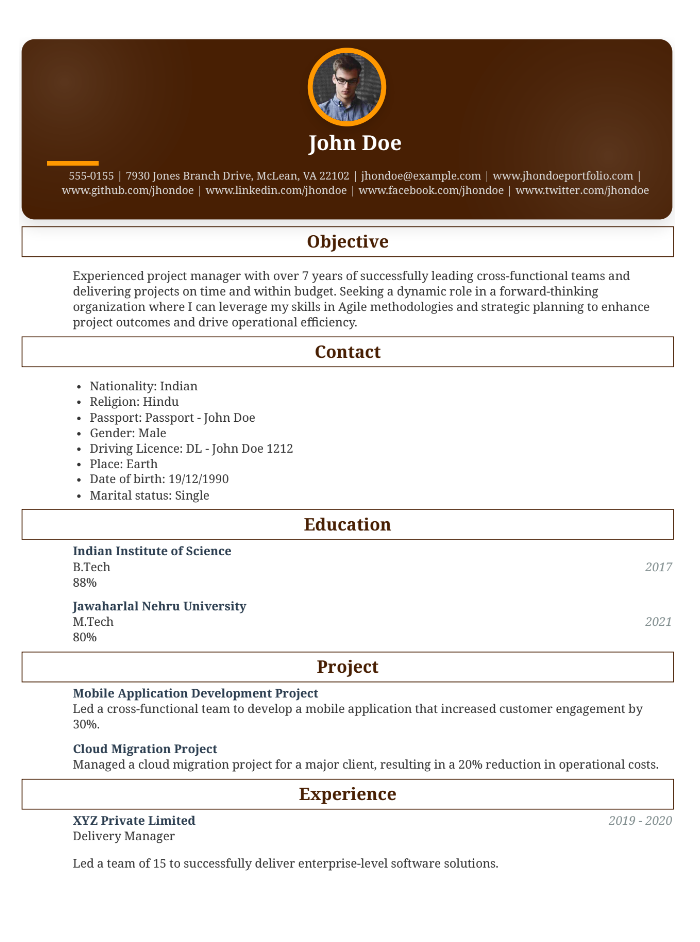 John Doe
555-0155 | 7930 Jones Branch Drive, McLean, VA 22102 | jhondoe@example.com | www.jhondoeportfolio.com |
www.github.com/jhondoe | www.linkedin.com/jhondoe | www.facebook.com/jhondoe | www.twitter.com/jhondoe
Objective
Experienced project manager with over 7 years of successfully leading cross-functional teams and
delivering projects on time and within budget. Seeking a dynamic role in a forward-thinking
organization where I can leverage my skills in Agile methodologies and strategic planning to enhance
project outcomes and drive operational efficiency.
Contact
• Nationality: Indian
• Religion: Hindu
• Passport: Passport - John Doe
• Gender: Male
• Driving Licence: DL - John Doe 1212
• Place: Earth
• Date of birth: 19/12/1990
• Marital status: Single
Education
Indian Institute of Science
B.Tech 2017
88%
Jawaharlal Nehru University
M.Tech 2021
80%
Project
Mobile Application Development Project
Led a cross-functional team to develop a mobile application that increased customer engagement by
30%.
Cloud Migration Project
Managed a cloud migration project for a major client, resulting in a 20% reduction in operational costs.
Experience
XYZ Private Limited 2019 - 2020
Delivery Manager
Led a team of 15 to successfully deliver enterprise-level software solutions.